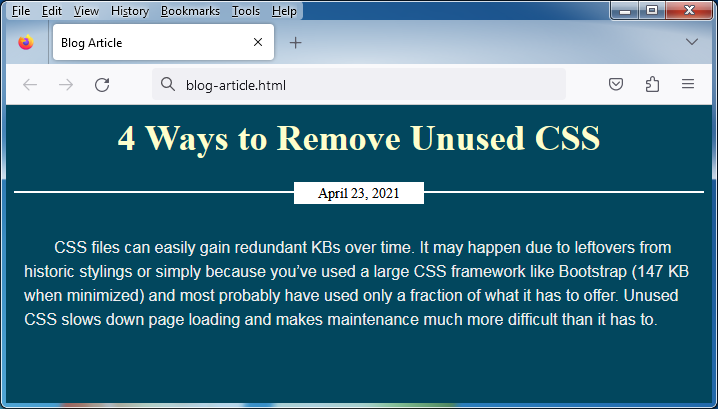 File Edit View History Bookmarks Tools Help
Blog Article
blog-article.html
4 Ways to Remove Unused CSS
April 23, 2021
CSS files can easily gain redundant KBs over time. It may happen due to leftovers from
historic stylings or simply because you’ve used a large CSS framework like Bootstrap (147 KB
when minimized) and most probably have used only a fraction of what it has to offer. Unused
CSS slows down page loading and makes maintenance much more difficult than it has to.